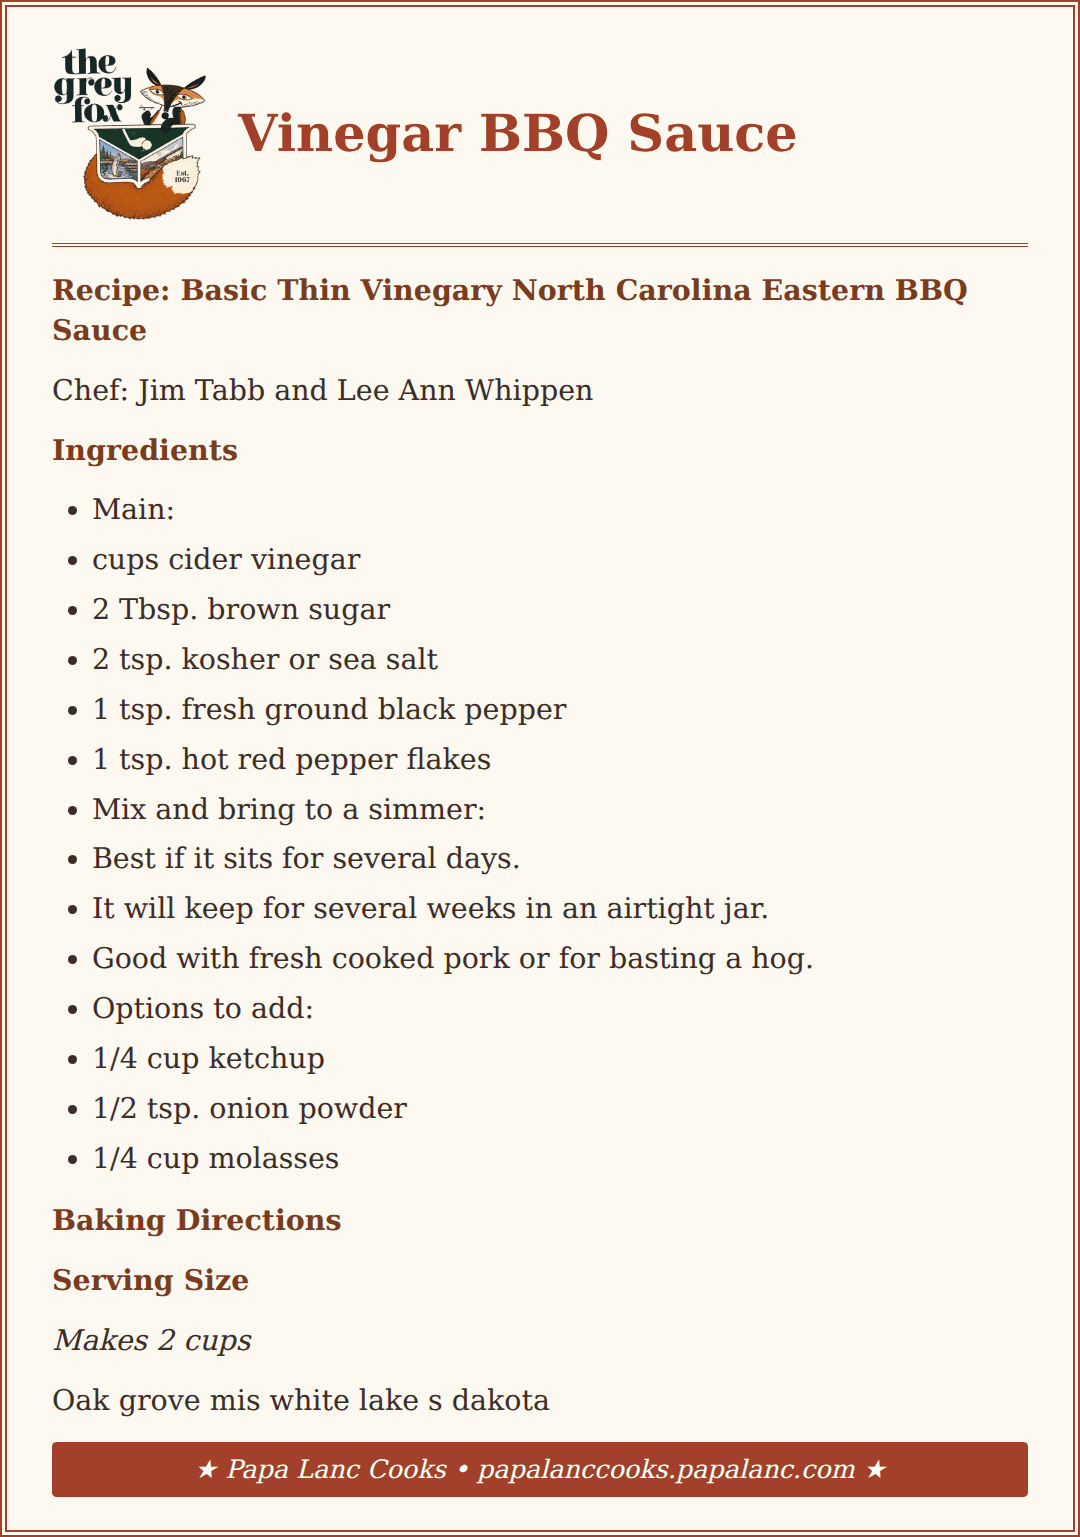 the
grey
fox
Est.
1967
Vinegar BBQ Sauce
Recipe: Basic Thin Vinegary North Carolina Eastern BBQ
Sauce
Chef: Jim Tabb and Lee Ann Whippen
Ingredients
• Main:
• cups cider vinegar
• 2 Tbsp. brown sugar
• 2 tsp. kosher or sea salt
• 1 tsp. fresh ground black pepper
• 1 tsp. hot red pepper flakes
• Mix and bring to a simmer:
• Best if it sits for several days.
• It will keep for several weeks in an airtight jar.
• Good with fresh cooked pork or for basting a hog.
• Options to add:
• 1/4 cup ketchup
• 1/2 tsp. onion powder
• 1/4 cup molasses
Baking Directions
Serving Size
Makes 2 cups
Oak grove mis white lake s dakota
★ Papa Lanc Cooks • papalanccooks.papalanc.com ★